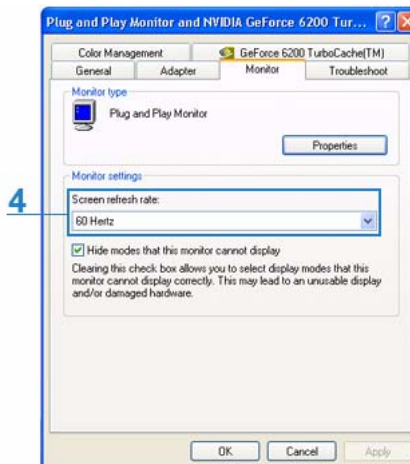 Plug and Play Monitor and NVIDIA GeForce 6200 Tur...
Color Management
GeForce 6200 TurboCache(TM)
General
Adapter
Monitor
Troubleshoot
Monitor type
Plug and Play Monitor
Properties
Monitor settings
4
Screen refresh rate:
60 Hertz
Hide modes that this monitor cannot display
Clearing this check box allows you to select display modes that this
monitor cannot display correctly. This may lead to an unusable display
and/or damaged hardware.
OK
Cancel
Apply